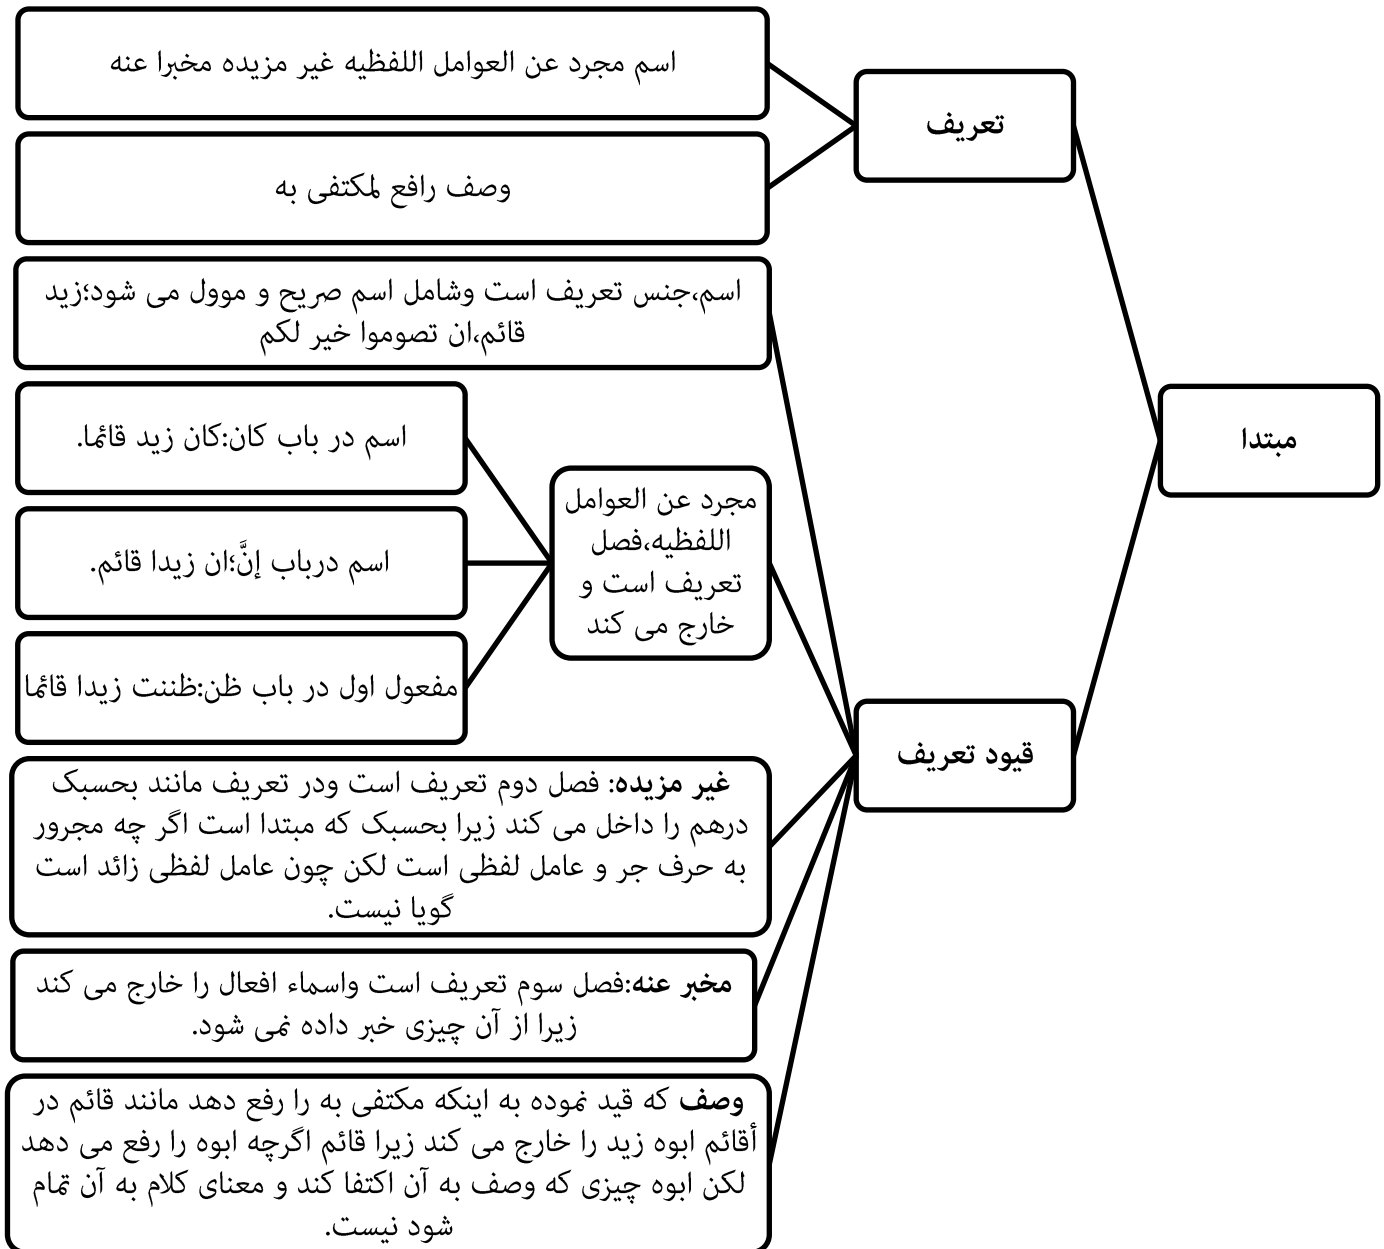 مبتدا
تعریف
اسم مجرد عن العوامل اللفظیه غیر مزیده مخبرا عنه
وصف رافع لمکتفی به
قیود تعریف
اسم،جنس تعریف است وشامل اسم صریح و موول می شود؛زید
قائم،ان تصوموا خیر لکم
مجرد عن العوامل
اللفظیه،فصل
تعریف است و
خارج می کند
اسم در باب کان:کان زید قائما.
اسم درباب إنَّ؛ان زیدا قائم.
مفعول اول در باب ظن:ظننت زیدا قائما
غیر مزیده: فصل دوم تعریف است ودر تعریف مانند بحسبک
درهم را داخل می کند زیرا بحسبک که مبتدا است اگر چه مجرور
به حرف جر و عامل لفظی است لکن چون عامل لفظی زائد است
گویا نیست.
مخبر عنه:فصل سوم تعریف است واسماء افعال را خارج می کند
زیرا از آن چیزی خبر داده نمی شود.
وصف که قید نموده به اینکه مکتفی به را رفع دهد مانند قائم در
أقائم ابوه زید را خارج می کند زیرا قائم اگرچه ابوه را رفع می دهد
لکن ابوه چیزی که وصف به آن اکتفا کند و معنای کلام به آن تمام
شود نیست.